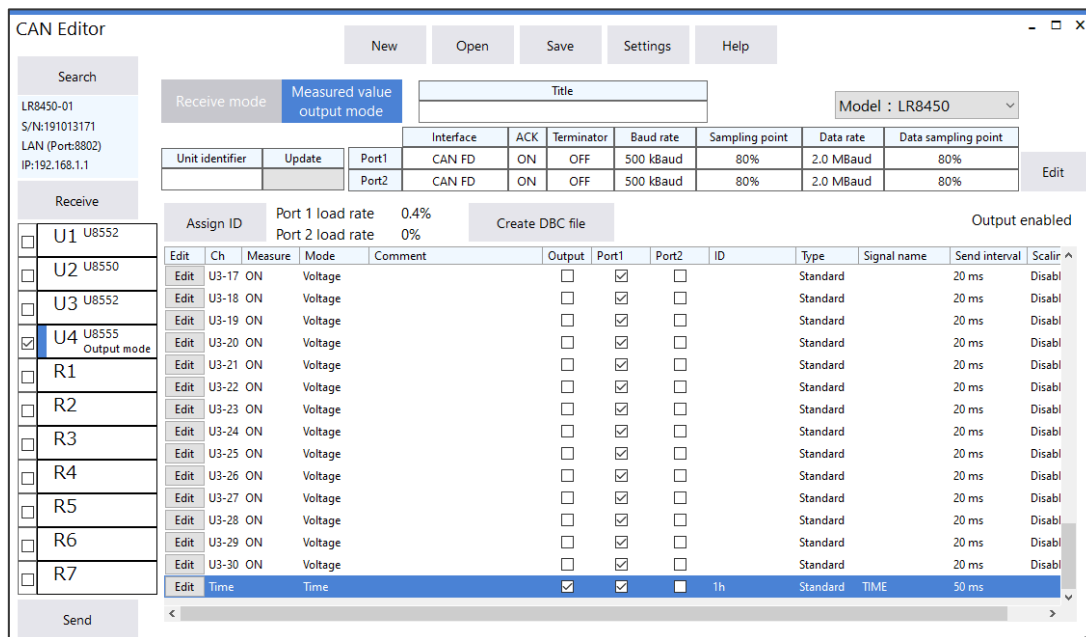 CAN Editor
New Open Save Settings Help
Search
LR8450-01
S/N:191013171
LAN (Port:8802)
IP:192.168.1.1
Receive mode
Measured value
output mode
Title
Model : LR8450
Interface ACK Terminator Baud rate Sampling point Data rate Data sampling point
Unit identifier Update Port1 CAN FD ON OFF 500 kBaud 80% 2.0 MBaud 80%
Port2 CAN FD ON OFF 500 kBaud 80% 2.0 MBaud 80%
Edit
Receive
Assign ID
Port 1 load rate 0.4%
Port 2 load rate 0%
Create DBC file
Output enabled
U1 U8552
U2 U8550
U3 U8552
U4 U8555
Output mode
R1
R2
R3
R4
R5
R6
R7
Send
Edit Ch Measure Mode Comment Output Port1 Port2 ID Type Signal name Send interval Scalin
Edit U3-17 ON Voltage Standard 20 ms Disabl
Edit U3-18 ON Voltage Standard 20 ms Disabl
Edit U3-19 ON Voltage Standard 20 ms Disabl
Edit U3-20 ON Voltage Standard 20 ms Disabl
Edit U3-21 ON Voltage Standard 20 ms Disabl
Edit U3-22 ON Voltage Standard 20 ms Disabl
Edit U3-23 ON Voltage Standard 20 ms Disabl
Edit U3-24 ON Voltage Standard 20 ms Disabl
Edit U3-25 ON Voltage Standard 20 ms Disabl
Edit U3-26 ON Voltage Standard 20 ms Disabl
Edit U3-27 ON Voltage Standard 20 ms Disabl
Edit U3-28 ON Voltage Standard 20 ms Disabl
Edit U3-29 ON Voltage Standard 20 ms Disabl
Edit U3-30 ON Voltage Standard 20 ms Disabl
Edit Time Time 1h Standard TIME 50 ms